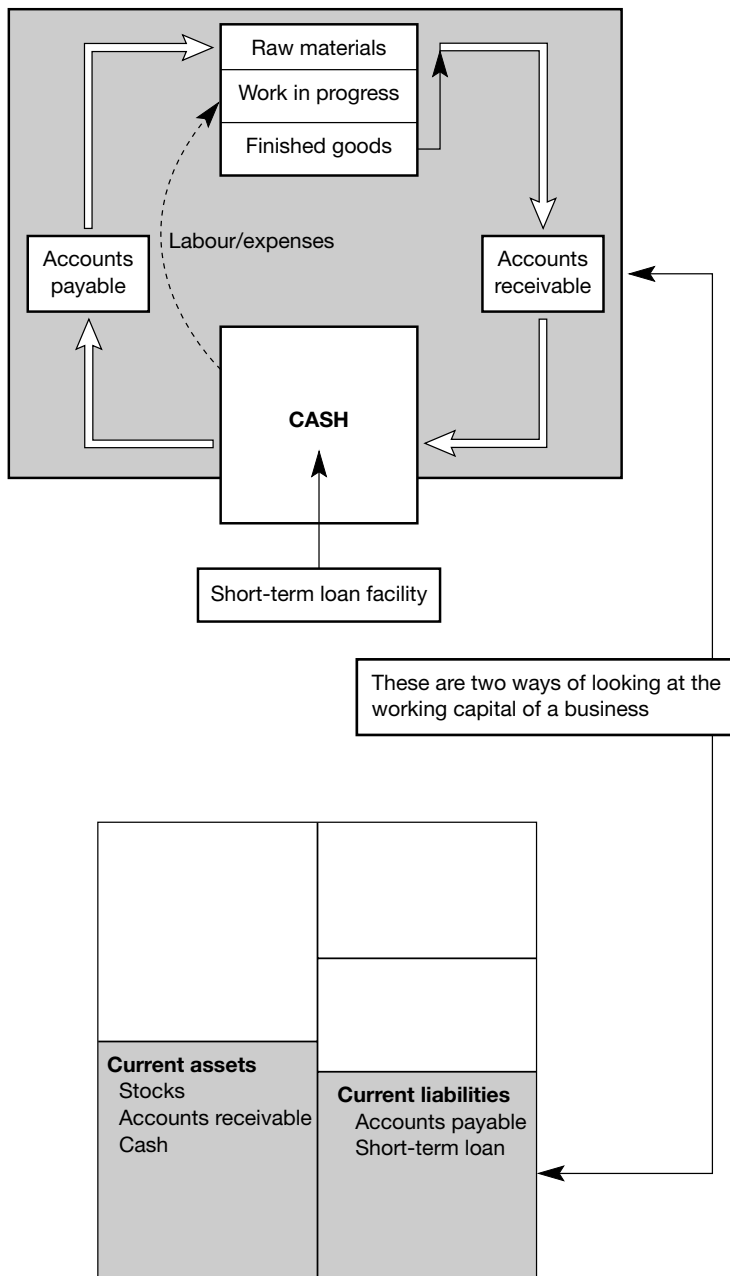 Raw materials
Work in progress
Finished goods
Labour/expenses
Accounts
payable
Accounts
receivable
CASH
Short-term loan facility
These are two ways of looking at the
working capital of a business
Current assets
Stocks
Accounts receivable
Cash
Current liabilities
Accounts payable
Short-term loan